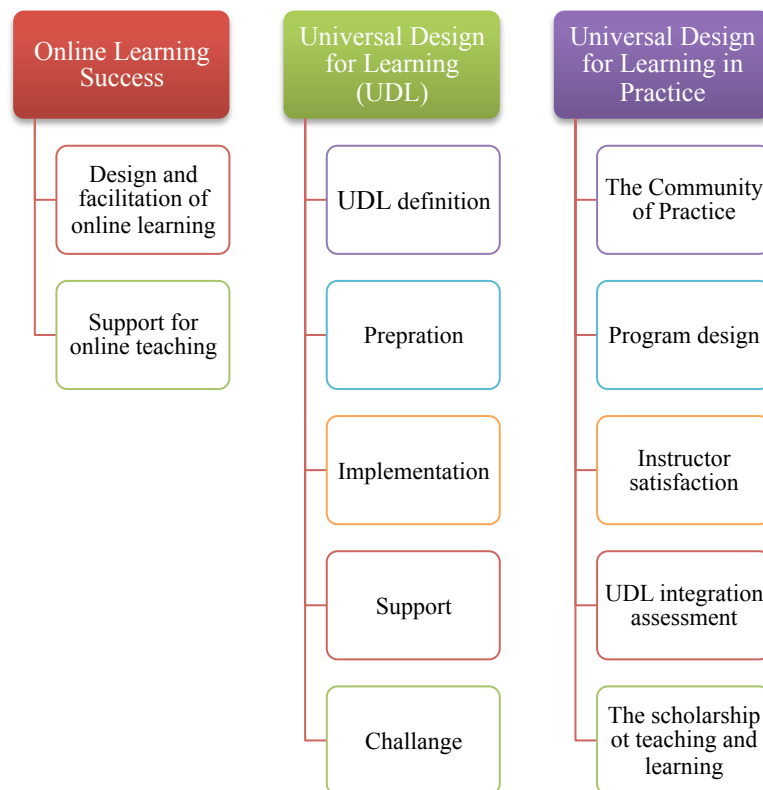 Online Learning
Success
Design and
facilitation of
online learning
Support for
online teaching
Universal Design
for Learning
(UDL)
UDL definition
Prepration
Implementation
Support
Challange
Universal Design
for Learning in
Practice
The Community
of Practice
Program design
Instructor
satisfaction
UDL integration
assessment
The scholarship
ot teaching and
learning